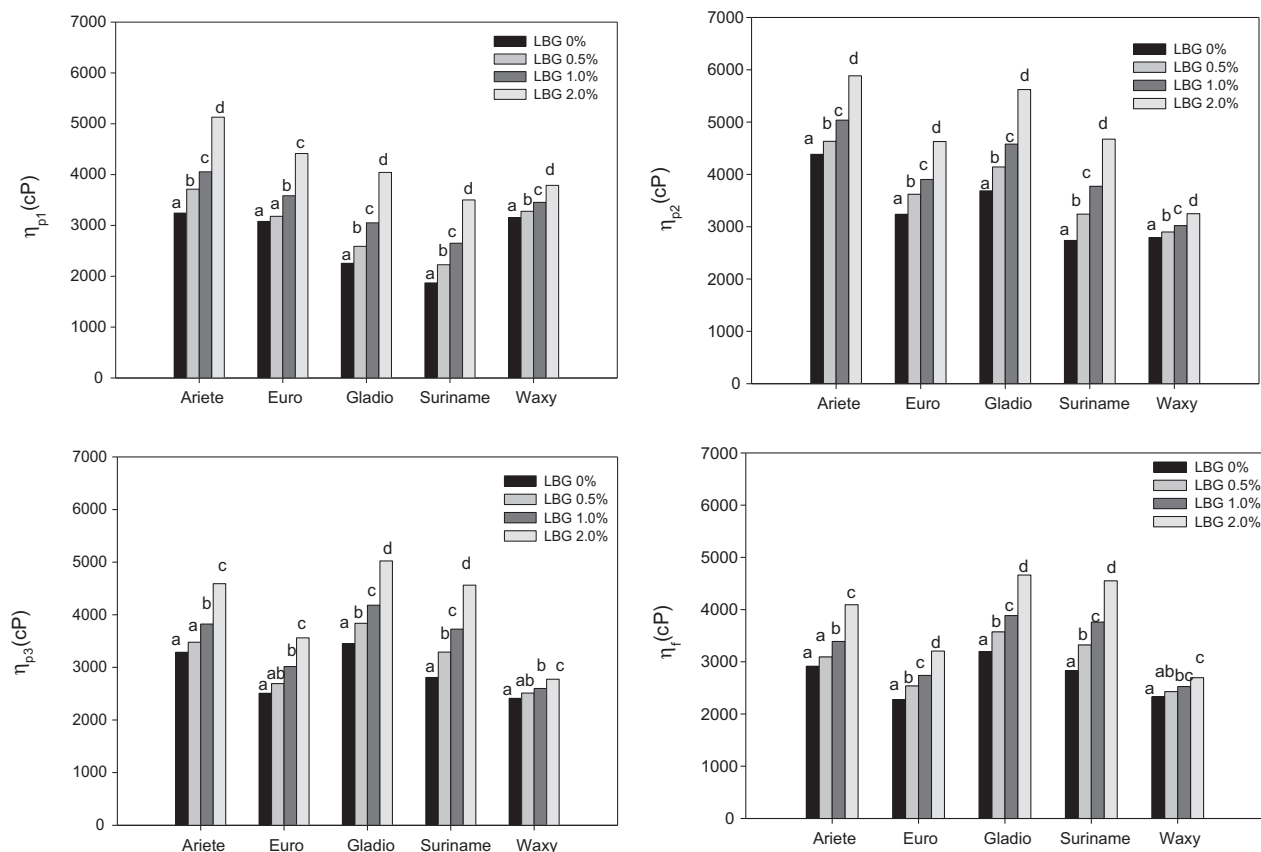 7000
6000
5000
4000
3000
2000
1000
0
η_p1(cP)
LBG 0%
LBG 0.5%
LBG 1.0%
LBG 2.0%
a b c d
a a b c
a b c d
a b c d
a b c d
Ariete Euro Gladio Suriname Waxy
7000
6000
5000
4000
3000
2000
1000
0
η_p2(cP)
LBG 0%
LBG 0.5%
LBG 1.0%
LBG 2.0%
a b c d
a b c d
a b c d
a b c d
a b c d
Ariete Euro Gladio Suriname Waxy
7000
6000
5000
4000
3000
2000
1000
0
η_p3(cP)
LBG 0%
LBG 0.5%
LBG 1.0%
LBG 2.0%
a a b c
a ab b c
a b c d
a b c d
a ab b c
Ariete Euro Gladio Suriname Waxy
7000
6000
5000
4000
3000
2000
1000
0
η_f(cP)
LBG 0%
LBG 0.5%
LBG 1.0%
LBG 2.0%
a a b c
a b c d
a b c d
a b c d
a ab bc c
Ariete Euro Gladio Suriname Waxy